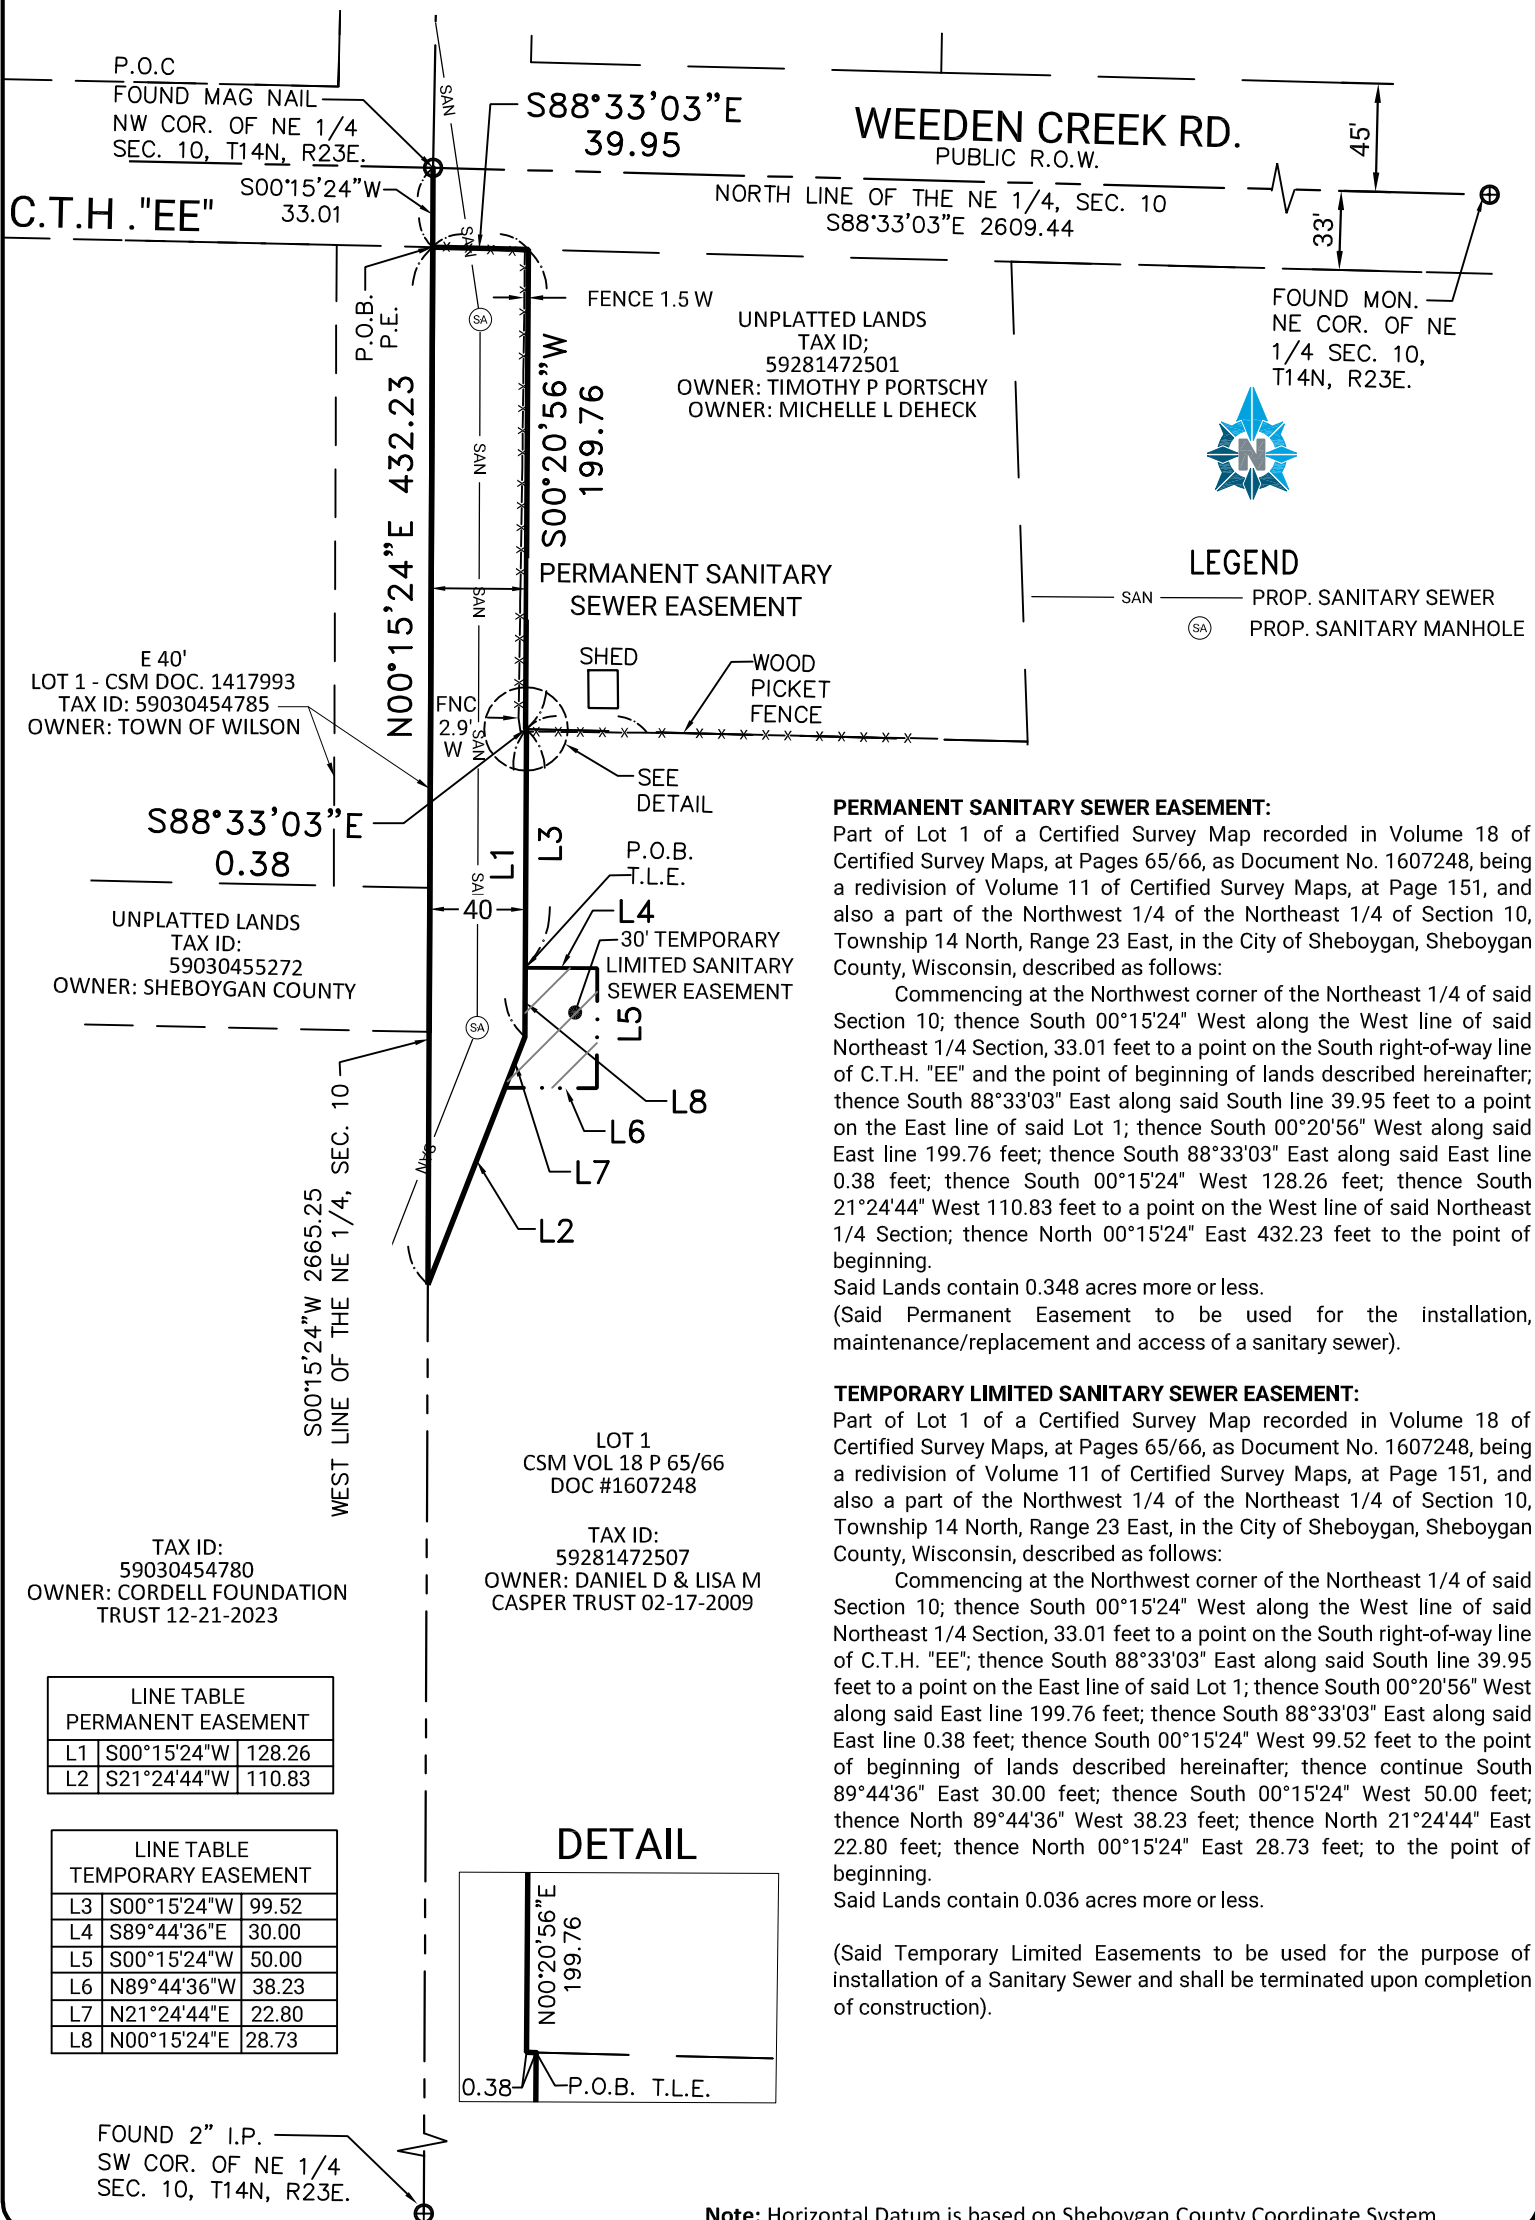 P.O.C
FOUND MAG NAIL
NW COR. OF NE 1/4
SEC. 10, T14N, R23E.
S00°15'24"W
33.01
C.T.H . "EE"
SAN
S88°33'03"E
39.95
WEEDEN CREEK RD.
PUBLIC R.O.W.
NORTH LINE OF THE NE 1/4, SEC. 10
S88°33'03"E 2609.44
45'
33'
FOUND MON.
NE COR. OF NE
1/4 SEC. 10,
T14N, R23E.
SAN
P.O.B.
P.E.
SA
FENCE 1.5 W
UNPLATTED LANDS
TAX ID;
59281472501
OWNER: TIMOTHY P PORTSCHY
OWNER: MICHELLE L DEHECK
N00°15'24"E 432.23
S00°20'56"W
199.76
SAN
SAN
PERMANENT SANITARY
SEWER EASEMENT
N
LEGEND
SAN PROP. SANITARY SEWER
SA PROP. SANITARY MANHOLE
E 40'
LOT 1 - CSM DOC. 1417993
TAX ID: 59030454785
OWNER: TOWN OF WILSON
FNC
2.9'
W
SAN
SHED
WOOD
PICKET
FENCE
SEE
DETAIL
S88°33'03"E
0.38
L1
L3
P.O.B.
T.L.E.
SAN
40
L4
30' TEMPORARY
LIMITED SANITARY
SEWER EASEMENT
UNPLATTED LANDS
TAX ID:
59030455272
OWNER: SHEBOYGAN COUNTY
SA
L5
L8
L6
L7
L2
SAN
S00°15'24"W 2665.25
WEST LINE OF THE NE 1/4, SEC. 10
LOT 1
CSM VOL 18 P 65/66
DOC #1607248
TAX ID:
59281472507
OWNER: DANIEL D & LISA M
CASPER TRUST 02-17-2009
TAX ID:
59030454780
OWNER: CORDELL FOUNDATION
TRUST 12-21-2023
PERMANENT SANITARY SEWER EASEMENT:
Part of Lot 1 of a Certified Survey Map recorded in Volume 18 of
Certified Survey Maps, at Pages 65/66, as Document No. 1607248, being
a redivision of Volume 11 of Certified Survey Maps, at Page 151, and
also a part of the Northwest 1/4 of the Northeast 1/4 of Section 10,
Township 14 North, Range 23 East, in the City of Sheboygan, Sheboygan
County, Wisconsin, described as follows:
Commencing at the Northwest corner of the Northeast 1/4 of said
Section 10; thence South 00°15'24" West along the West line of said
Northeast 1/4 Section, 33.01 feet to a point on the South right-of-way line
of C.T.H. "EE" and the point of beginning of lands described hereinafter;
thence South 88°33'03" East along said South line 39.95 feet to a point
on the East line of said Lot 1; thence South 00°20'56" West along said
East line 199.76 feet; thence South 88°33'03" East along said East line
0.38 feet; thence South 00°15'24" West 128.26 feet; thence South
21°24'44" West 110.83 feet to a point on the West line of said Northeast
1/4 Section; thence North 00°15'24" East 432.23 feet to the point of
beginning.
Said Lands contain 0.348 acres more or less.
(Said Permanent Easement to be used for the installation,
maintenance/replacement and access of a sanitary sewer).
TEMPORARY LIMITED SANITARY SEWER EASEMENT:
Part of Lot 1 of a Certified Survey Map recorded in Volume 18 of
Certified Survey Maps, at Pages 65/66, as Document No. 1607248, being
a redivision of Volume 11 of Certified Survey Maps, at Page 151, and
also a part of the Northwest 1/4 of the Northeast 1/4 of Section 10,
Township 14 North, Range 23 East, in the City of Sheboygan, Sheboygan
County, Wisconsin, described as follows:
Commencing at the Northwest corner of the Northeast 1/4 of said
Section 10; thence South 00°15'24" West along the West line of said
Northeast 1/4 Section, 33.01 feet to a point on the South right-of-way line
of C.T.H. "EE"; thence South 88°33'03" East along said South line 39.95
feet to a point on the East line of said Lot 1; thence South 00°20'56" West
along said East line 199.76 feet; thence South 88°33'03" East along said
East line 0.38 feet; thence South 00°15'24" West 99.52 feet to the point
of beginning of lands described hereinafter; thence continue South
89°44'36" East 30.00 feet; thence South 00°15'24" West 50.00 feet;
thence North 89°44'36" West 38.23 feet; thence North 21°24'44" East
22.80 feet; thence North 00°15'24" East 28.73 feet; to the point of
beginning.
Said Lands contain 0.036 acres more or less.
(Said Temporary Limited Easements to be used for the purpose of
installation of a Sanitary Sewer and shall be terminated upon completion
of construction).
LINE TABLE
PERMANENT EASEMENT
L1 S00°15'24"W 128.26
L2 S21°24'44"W 110.83
LINE TABLE
TEMPORARY EASEMENT
L3 S00°15'24"W 99.52
L4 S89°44'36"E 30.00
L5 S00°15'24"W 50.00
L6 N89°44'36"W 38.23
L7 N21°24'44"E 22.80
L8 N00°15'24"E 28.73
DETAIL
N00°20'56"E
199.76
0.38
P.O.B. T.L.E.
FOUND 2" I.P.
SW COR. OF NE 1/4
SEC. 10, T14N, R23E.
Note: Horizontal Datum is based on Sheboygan County Coordinate System